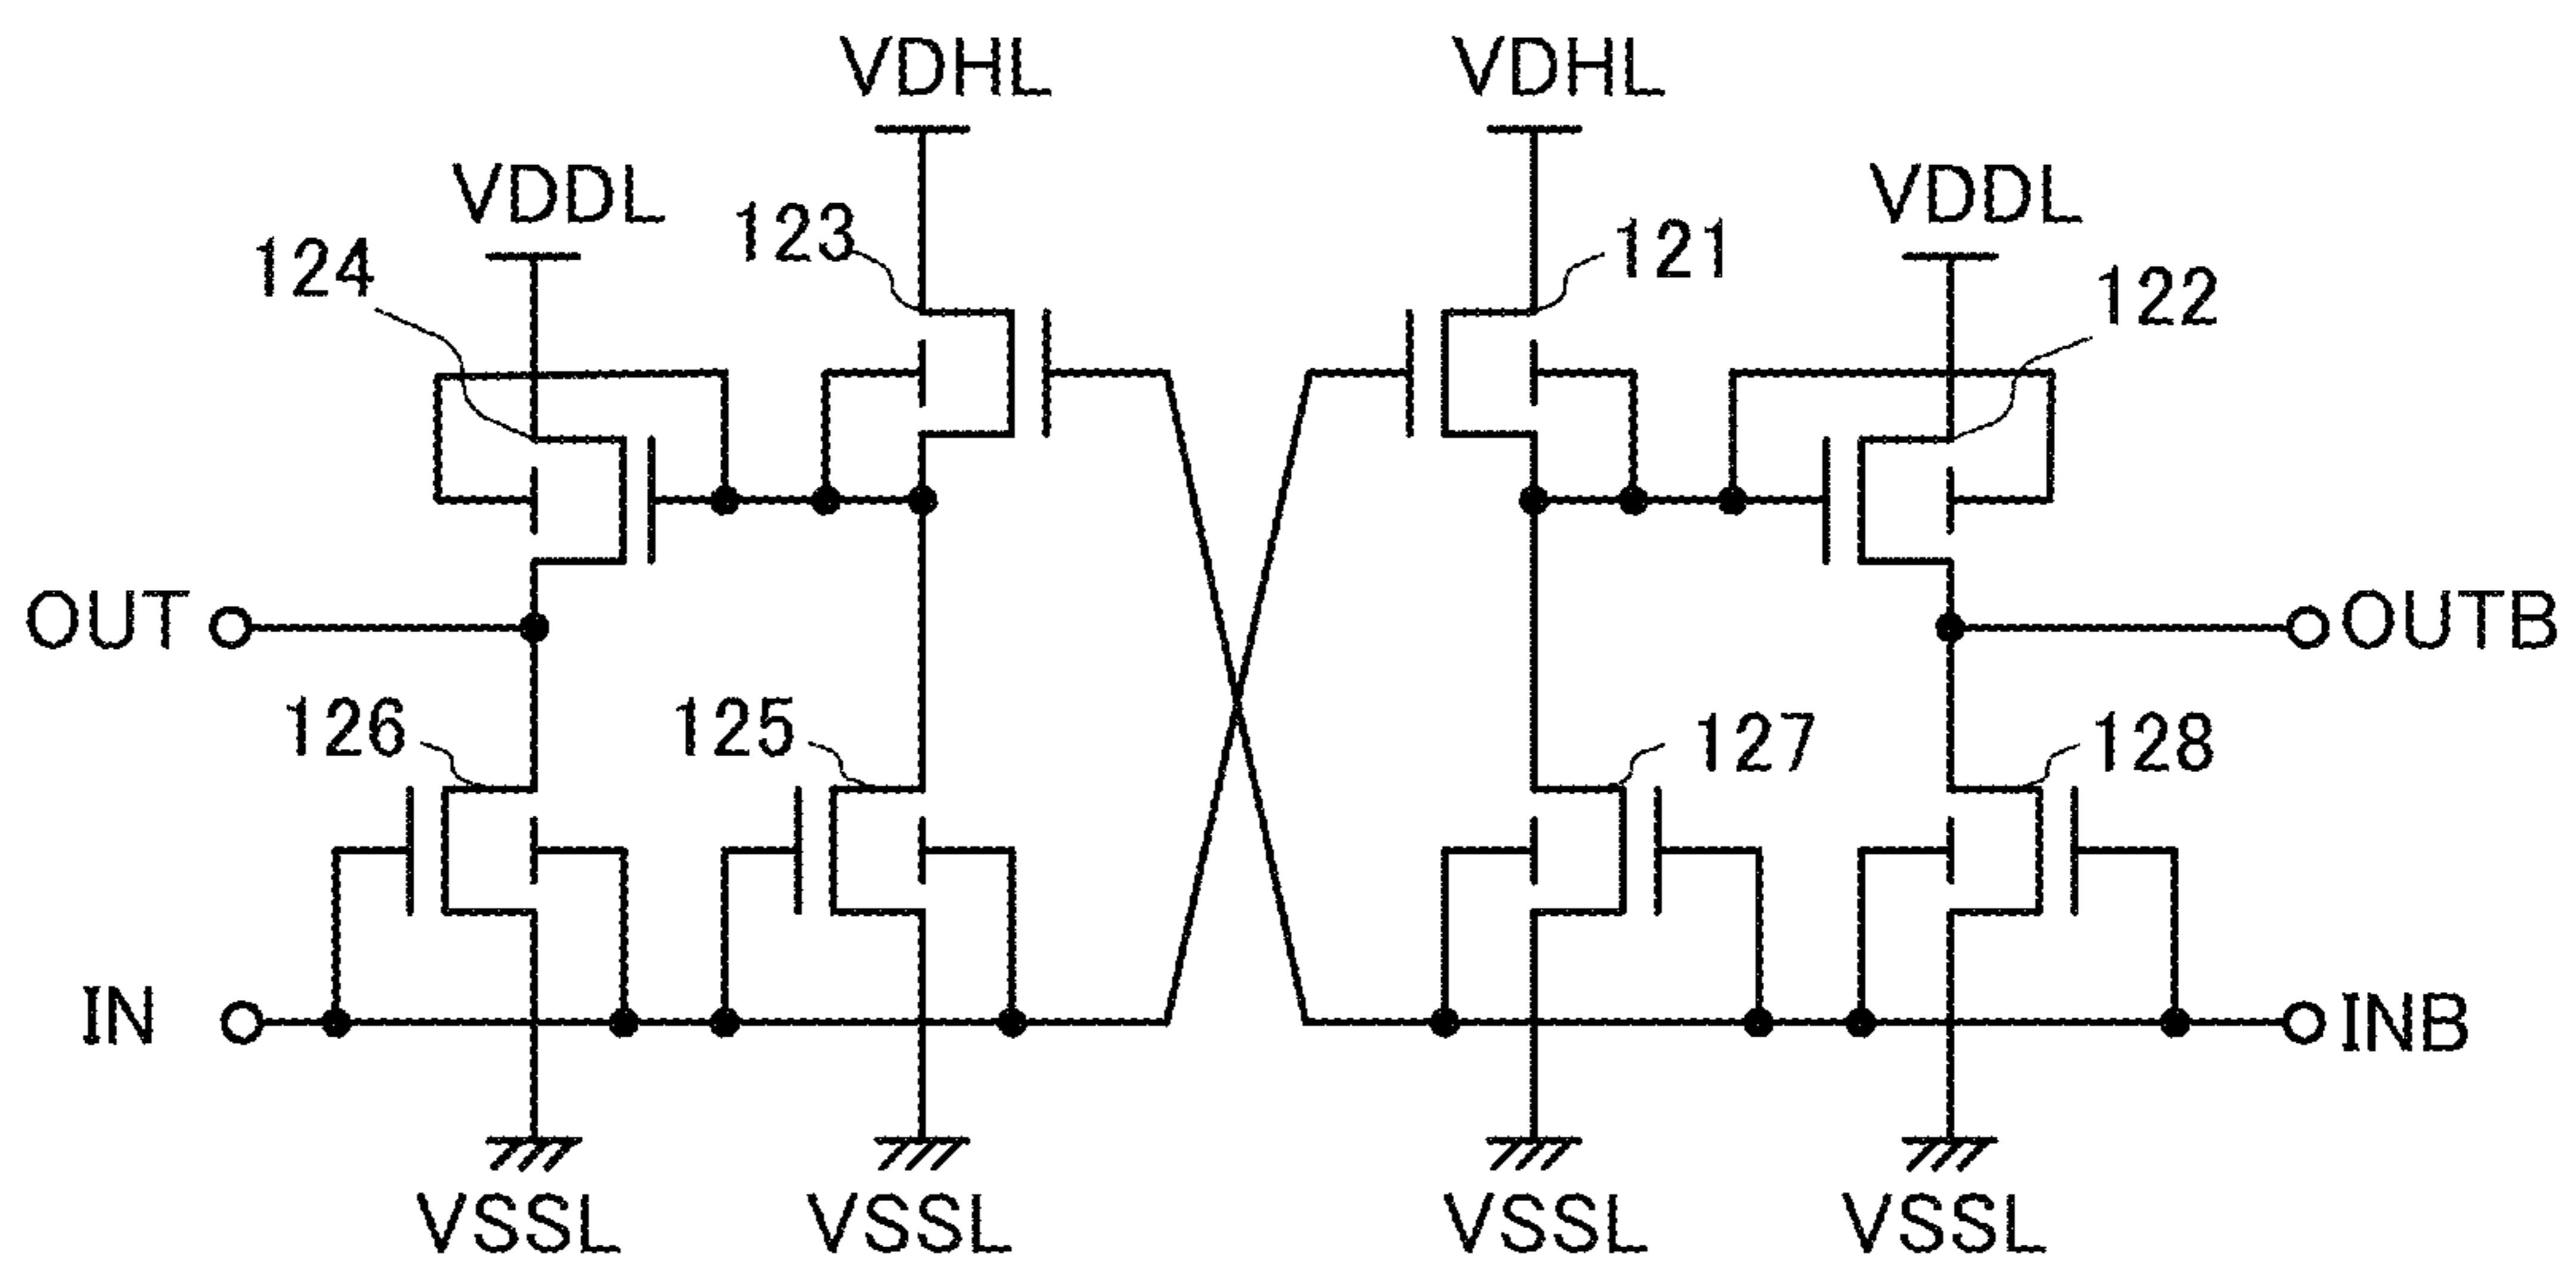 VDHL
VDHL
VDDL
VDDL
123
121
124
122
OUT
OUTB
126
125
127
128
IN
INB
VSSL
VSSL
VSSL
VSSL